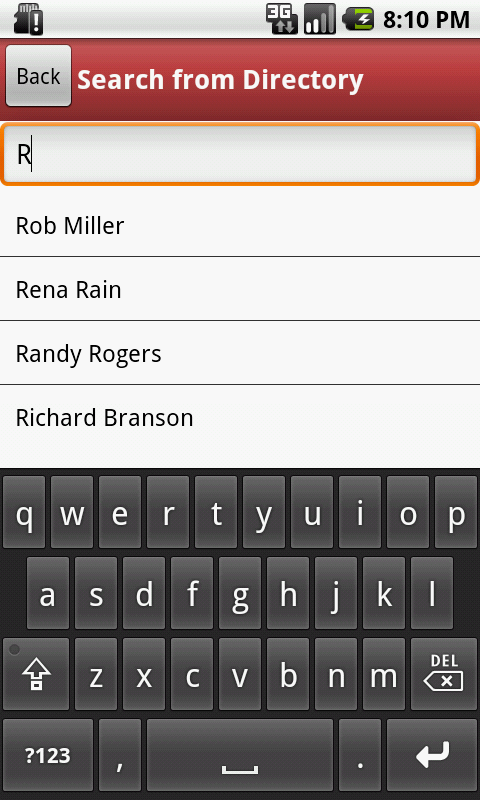 3G 8:10 PM
Back Search from Directory
R
Rob Miller
Rena Rain
Randy Rogers
Richard Branson
q w e r t y u i o p
a s d f g h j k l
z x c v b n m DEL
?123 , .